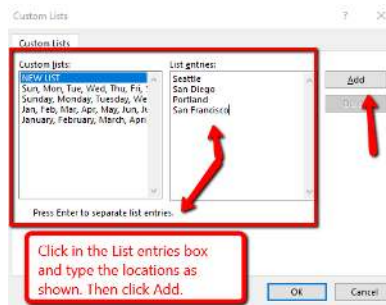 Custom Lists
? ×
Custom Lists
Custom lists:
List entries:
NEW LIST
Sun, Mon, Tue, Wed, Thu, Fri, S
Sunday, Monday, Tuesday, We
Jan, Feb, Mar, Apr, May, Jun, J
January, February, March, Apri
Seattle
San Diego
Portland
San Francisco
Add
Press Enter to separate list entries.
Click in the List entries box
and type the locations as
shown. Then click Add.
OK
Cancel